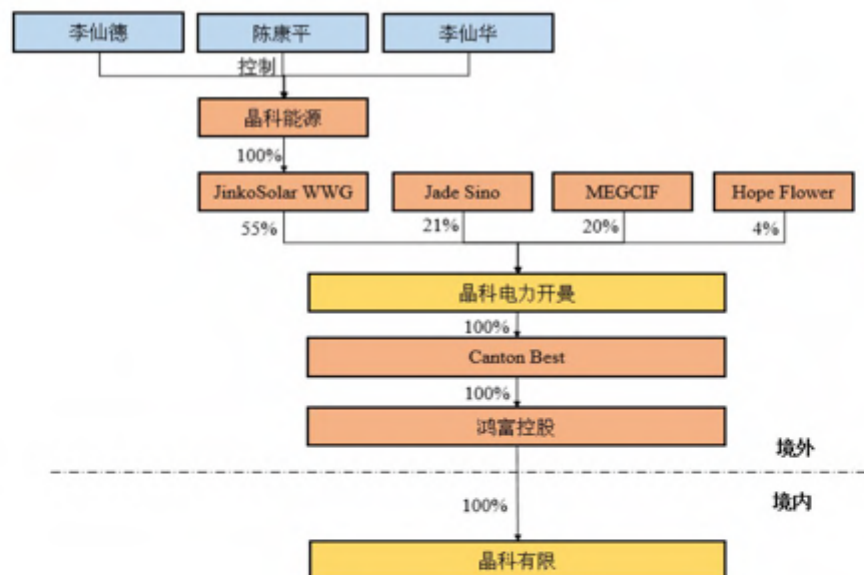 李仙德 陈康平 李仙华
控制
晶科能源
100%
JinkoSolar WWG Jade Sino MEGCIF Hope Flower
55% 21% 20% 4%
晶科电力开曼
100%
Canton Best
100%
鸿富控股
境外
100% 境内
晶科有限